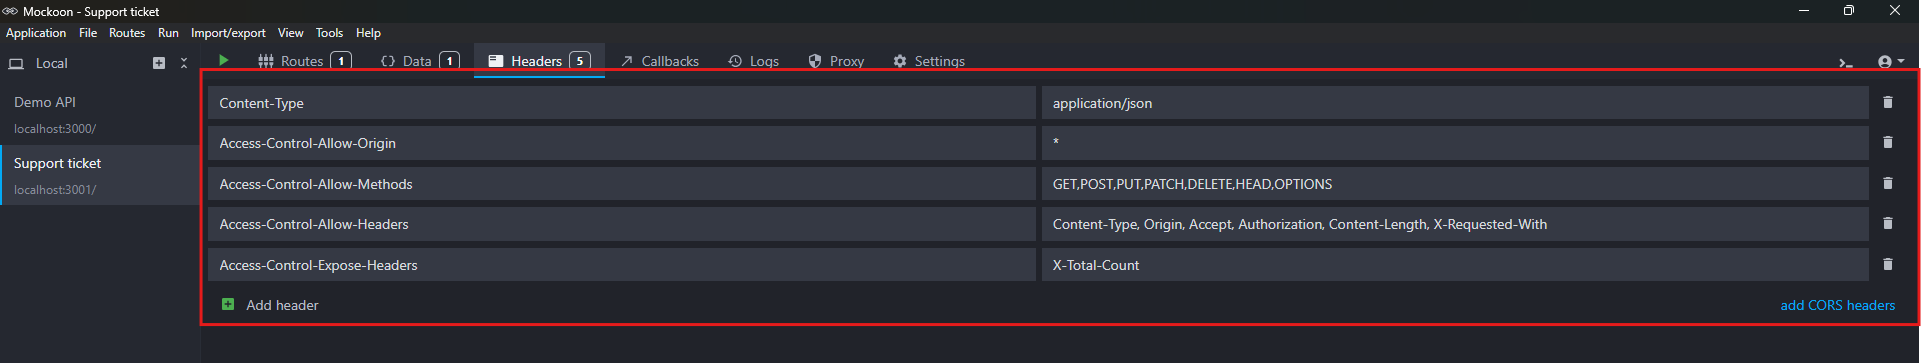 Mockoon - Support ticket
Application File Routes Run Import/export View Tools Help
Local
Routes 1 Data 1 Headers 5 Callbacks Logs Proxy Settings
Demo API
localhost:3000/
Support ticket
localhost:3001/
Content-Type application/json
Access-Control-Allow-Origin *
Access-Control-Allow-Methods GET,POST,PUT,PATCH,DELETE,HEAD,OPTIONS
Access-Control-Allow-Headers Content-Type, Origin, Accept, Authorization, Content-Length, X-Requested-With
Access-Control-Expose-Headers X-Total-Count
Add header add CORS headers